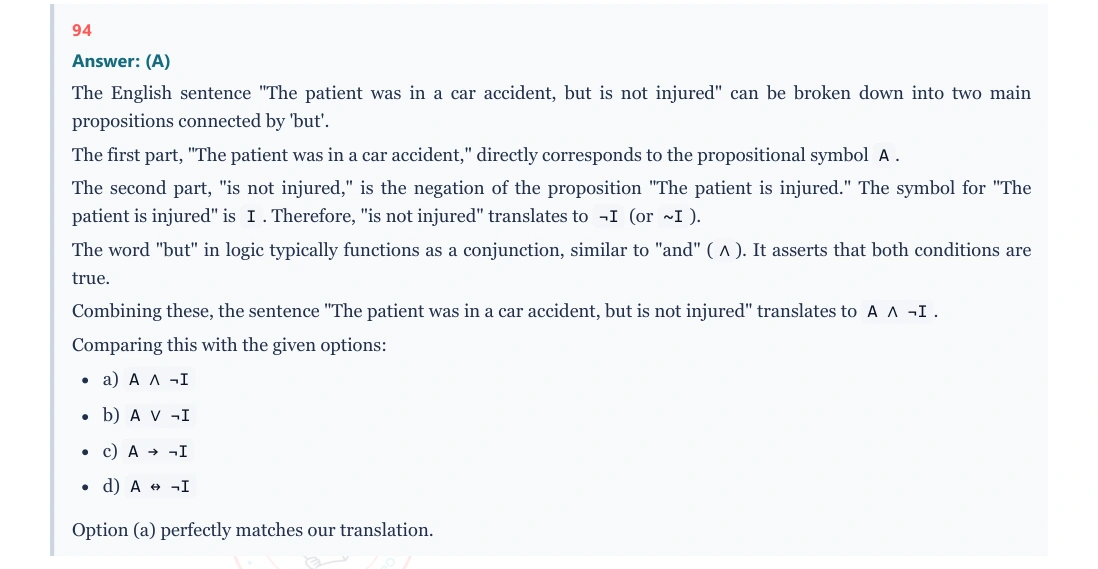 94
Answer: (A)
The English sentence "The patient was in a car accident, but is not injured" can be broken down into two main
propositions connected by 'but'.
The first part, "The patient was in a car accident," directly corresponds to the propositional symbol A .
The second part, "is not injured," is the negation of the proposition "The patient is injured." The symbol for "The
patient is injured" is I . Therefore, "is not injured" translates to ¬I (or ~I ).
The word "but" in logic typically functions as a conjunction, similar to "and" ( ∧ ). It asserts that both conditions are
true.
Combining these, the sentence "The patient was in a car accident, but is not injured" translates to A ∧ ¬I .
Comparing this with the given options:
• a) A ∧ ¬I
• b) A ∨ ¬I
• c) A → ¬I
• d) A ↔ ¬I
Option (a) perfectly matches our translation.